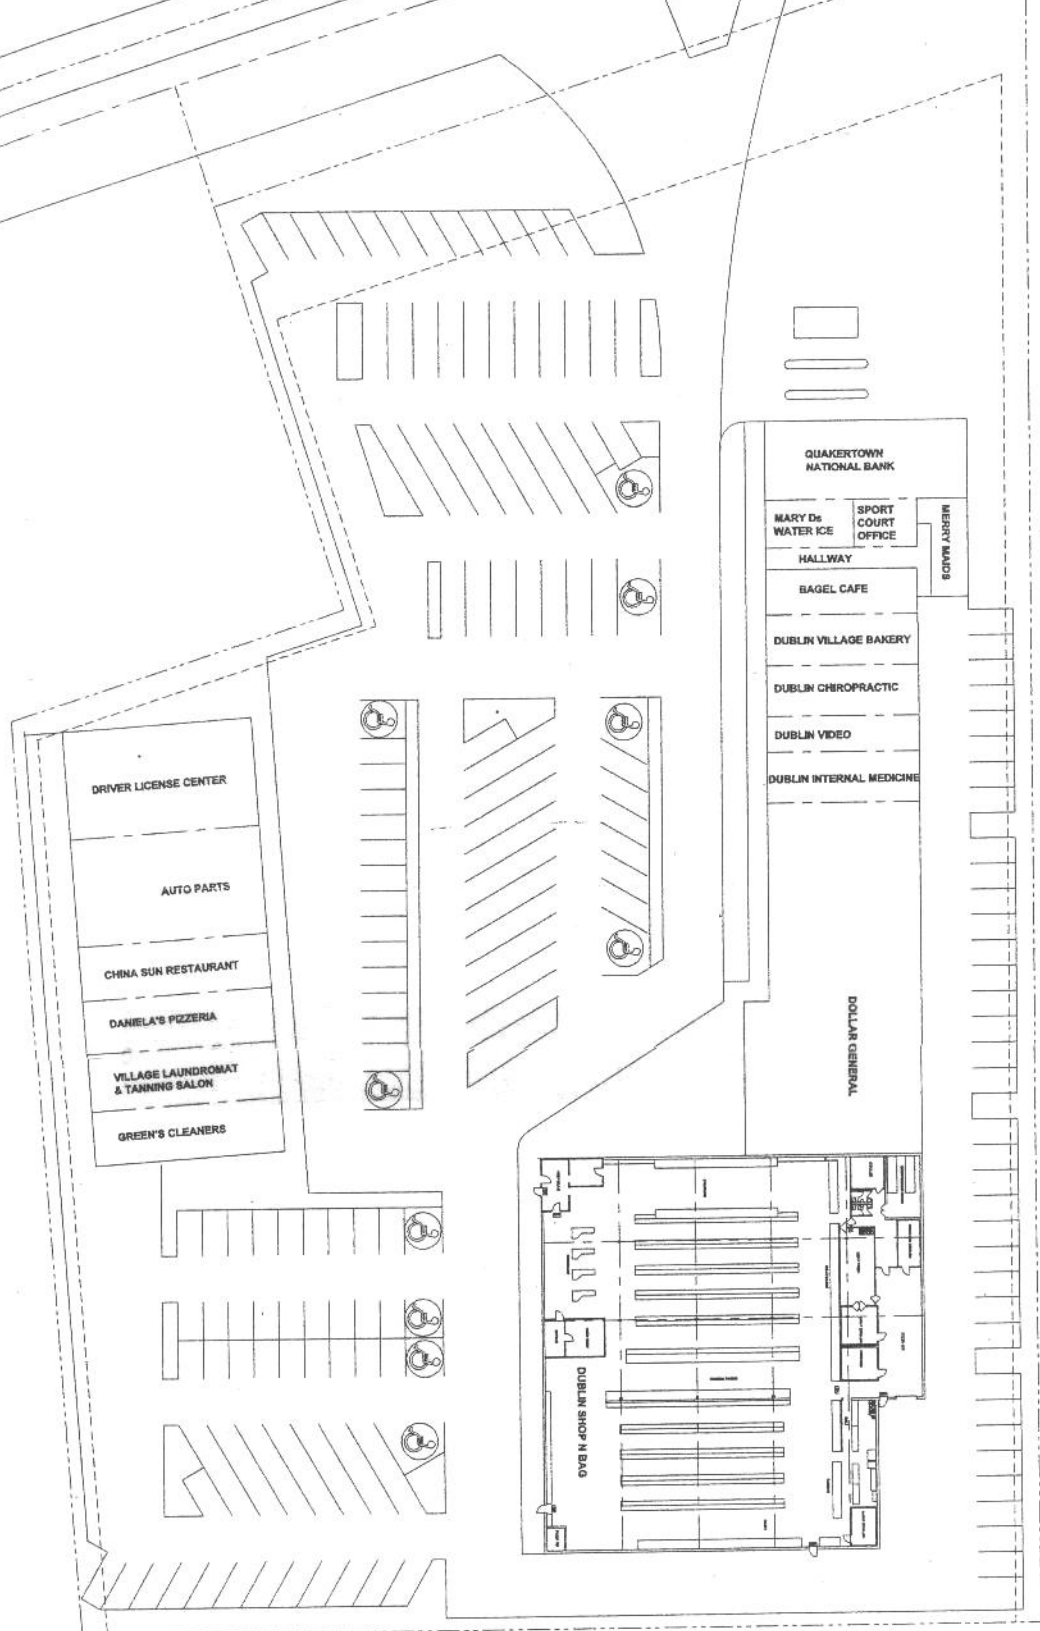 QUAKERTOWN
NATIONAL BANK
MARY Ds
WATER ICE
SPORT
COURT
OFFICE
MERRY MAIDS
HALLWAY
BAGEL CAFE
DUBLIN VILLAGE BAKERY
DUBLIN CHIROPRACTIC
DUBLIN VIDEO
DUBLIN INTERNAL MEDICINE
DOLLAR GENERAL
DRIVER LICENSE CENTER
AUTO PARTS
CHINA SUN RESTAURANT
DANIELA'S PIZZERIA
VILLAGE LAUNDROMAT
& TANNING SALON
GREEN'S CLEANERS
DUBLIN SHOP N BAG